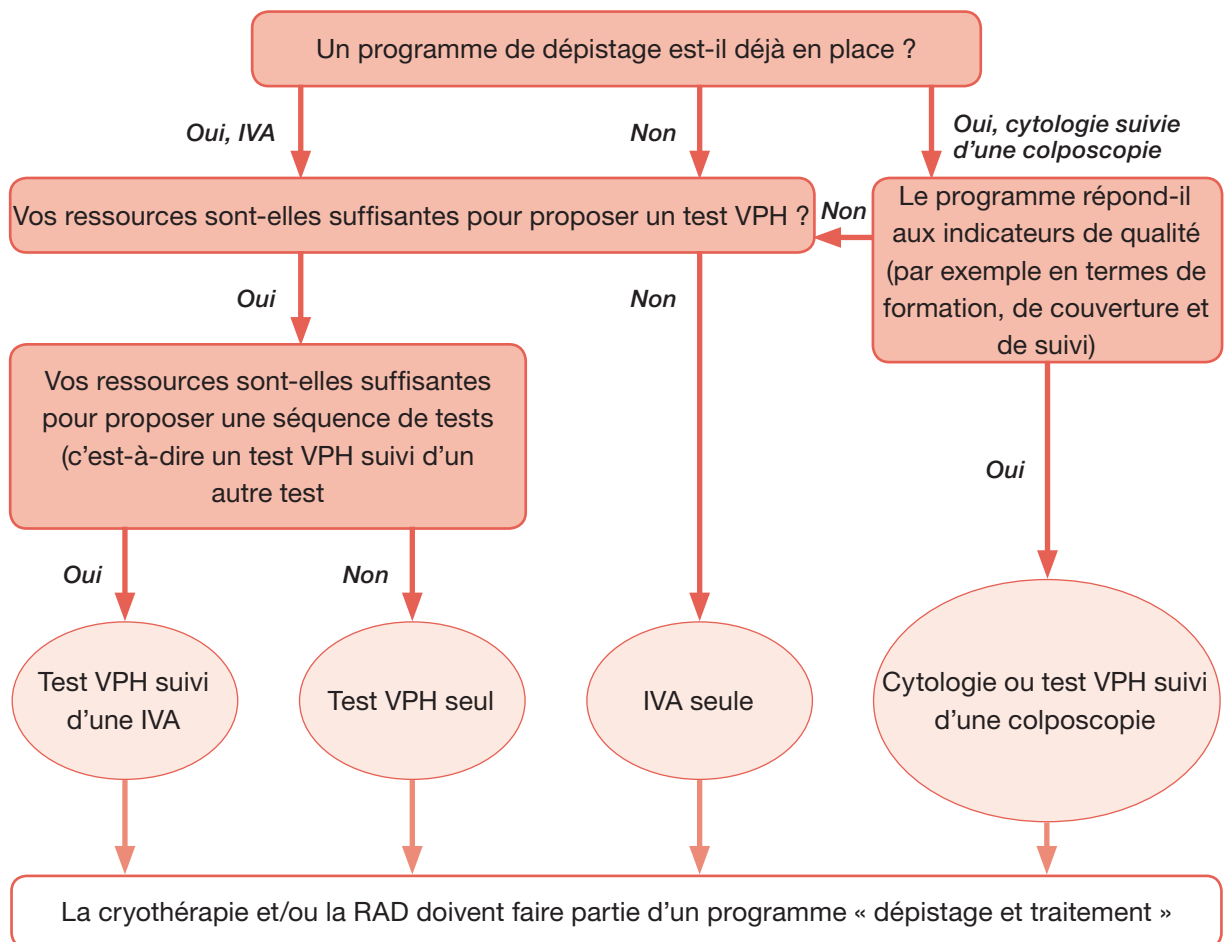 Un programme de dépistage est-il déjà en place ?
Oui, IVA
Non
Oui, cytologie suivie
d'une colposcopie
Vos ressources sont-elles suffisantes pour proposer un test VPH ?
Non
Le programme répond-il
aux indicateurs de qualité
(par exemple en termes de
formation, de couverture et
de suivi)
Oui
Non
Vos ressources sont-elles suffisantes
pour proposer une séquence de tests
(c'est-à-dire un test VPH suivi d'un
autre test
Oui
Oui
Non
Test VPH suivi
d'une IVA
Test VPH seul
IVA seule
Cytologie ou test VPH suivi
d'une colposcopie
La cryothérapie et/ou la RAD doivent faire partie d'un programme « dépistage et traitement »